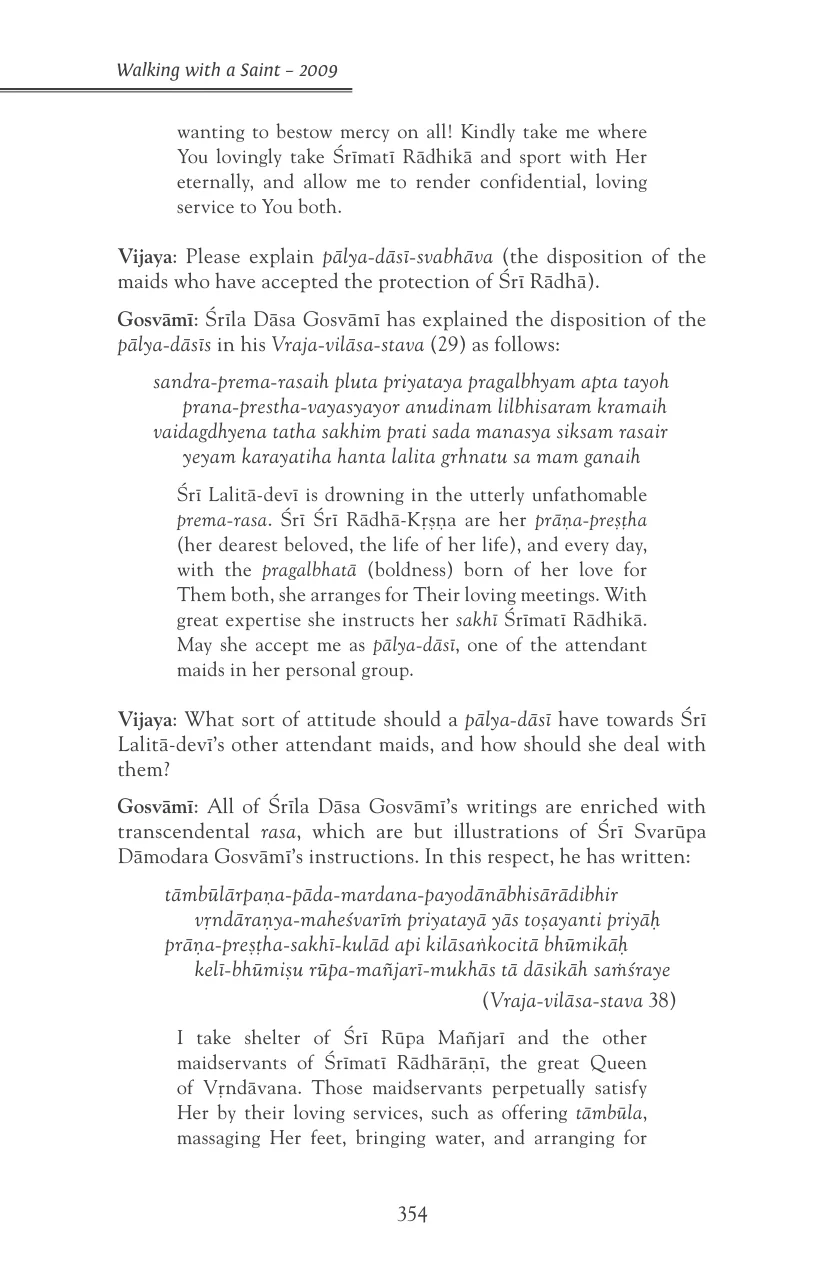 Walking with a Saint – 2009
wanting to bestow mercy on all! Kindly take me where
You lovingly take Śrīmatī Rādhikā and sport with Her
eternally, and allow me to render confidential, loving
service to You both.
Vijaya: Please explain pālya-dāsī-svabhāva (the disposition of the
maids who have accepted the protection of Śrī Rādhā).
Gosvāmī: Śrīla Dāsa Gosvāmī has explained the disposition of the
pālya-dāsīs in his Vraja-vilāsa-stava (29) as follows:
sandra-prema-rasaih pluta priyataya pragalbhyam apta tayoh
prana-prestha-vayasyayor anudinam lilbhisaram kramaih
vaidagdhyena tatha sakhim prati sada manasya siksam rasair
yeyam karayatiha hanta lalita grhnatu sa mam ganaih
Śrī Lalitā-devī is drowning in the utterly unfathomable
prema-rasa. Śrī Śrī Rādhā-Kṛṣṇa are her prāṇa-preṣṭha
(her dearest beloved, the life of her life), and every day,
with the pragalbhatā (boldness) born of her love for
Them both, she arranges for Their loving meetings. With
great expertise she instructs her sakhī Śrīmatī Rādhikā.
May she accept me as pālya-dāsī, one of the attendant
maids in her personal group.
Vijaya: What sort of attitude should a pālya-dāsī have towards Śrī
Lalitā-devī’s other attendant maids, and how should she deal with
them?
Gosvāmī: All of Śrīla Dāsa Gosvāmī’s writings are enriched with
transcendental rasa, which are but illustrations of Śrī Svarūpa
Dāmodara Gosvāmī’s instructions. In this respect, he has written:
tāmbūlārpaṇa-pāda-mardana-payodānābhisārādibhir
vṛndāraṇya-maheśvarīṁ priyatayā yās toṣayanti priyāḥ
prāṇa-preṣṭha-sakhī-kulād api kilāsaṅkocitā bhūmikāḥ
kelī-bhūmiṣu rūpa-mañjarī-mukhās tā dāsikāh saṁśraye
(Vraja-vilāsa-stava 38)
I take shelter of Śrī Rūpa Mañjarī and the other
maidservants of Śrīmatī Rādhārāṇī, the great Queen
of Vṛndāvana. Those maidservants perpetually satisfy
Her by their loving services, such as offering tāmbūla,
massaging Her feet, bringing water, and arranging for
354